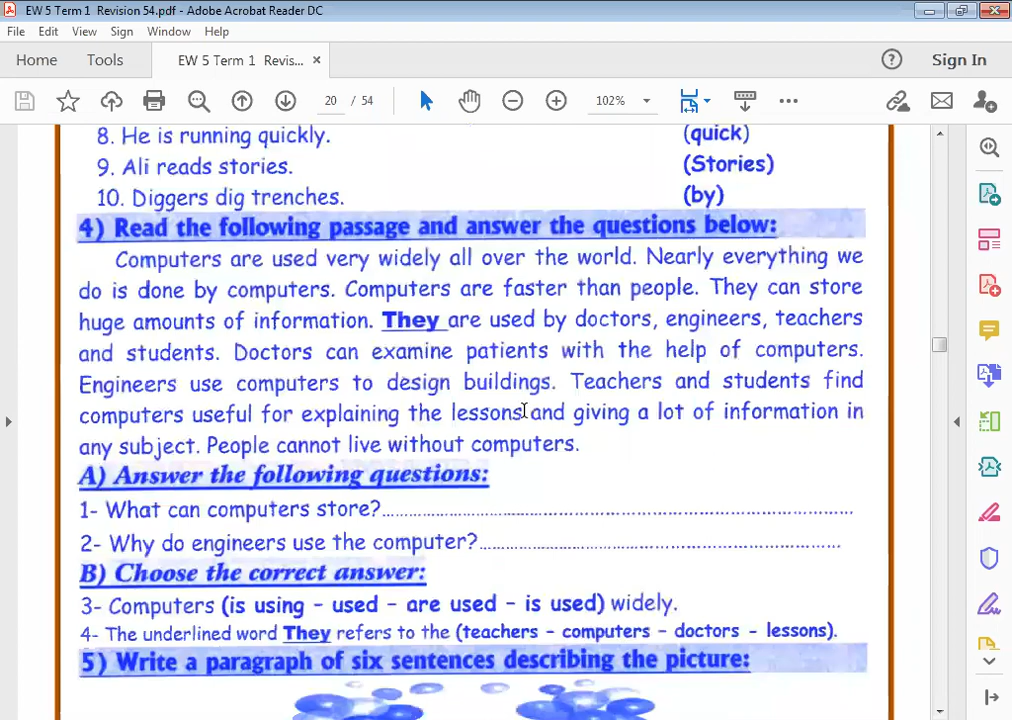 EW 5 Term 1  Revision 54.pdf - Adobe Acrobat Reader DC
File Edit View Sign Window Help
Home Tools EW 5 Term 1 Revis... × Sign In
20 / 54 102%
8. He is running quickly. (quick)
9. Ali reads stories. (Stories)
10. Diggers dig trenches. (by)
4) Read the following passage and answer the questions below:
Computers are used very widely all over the world. Nearly everything we
do is done by computers. Computers are faster than people. They can store
huge amounts of information. They are used by doctors, engineers, teachers
and students. Doctors can examine patients with the help of computers.
Engineers use computers to design buildings. Teachers and students find
computers useful for explaining the lessons and giving a lot of information in
any subject. People cannot live without computers.
A) Answer the following questions:
1- What can computers store?..........................................................
2- Why do engineers use the computer?..........................................................
B) Choose the correct answer:
3- Computers (is using – used – are used – is used) widely.
4- The underlined word They refers to the (teachers – computers – doctors – lessons).
5) Write a paragraph of six sentences describing the picture: